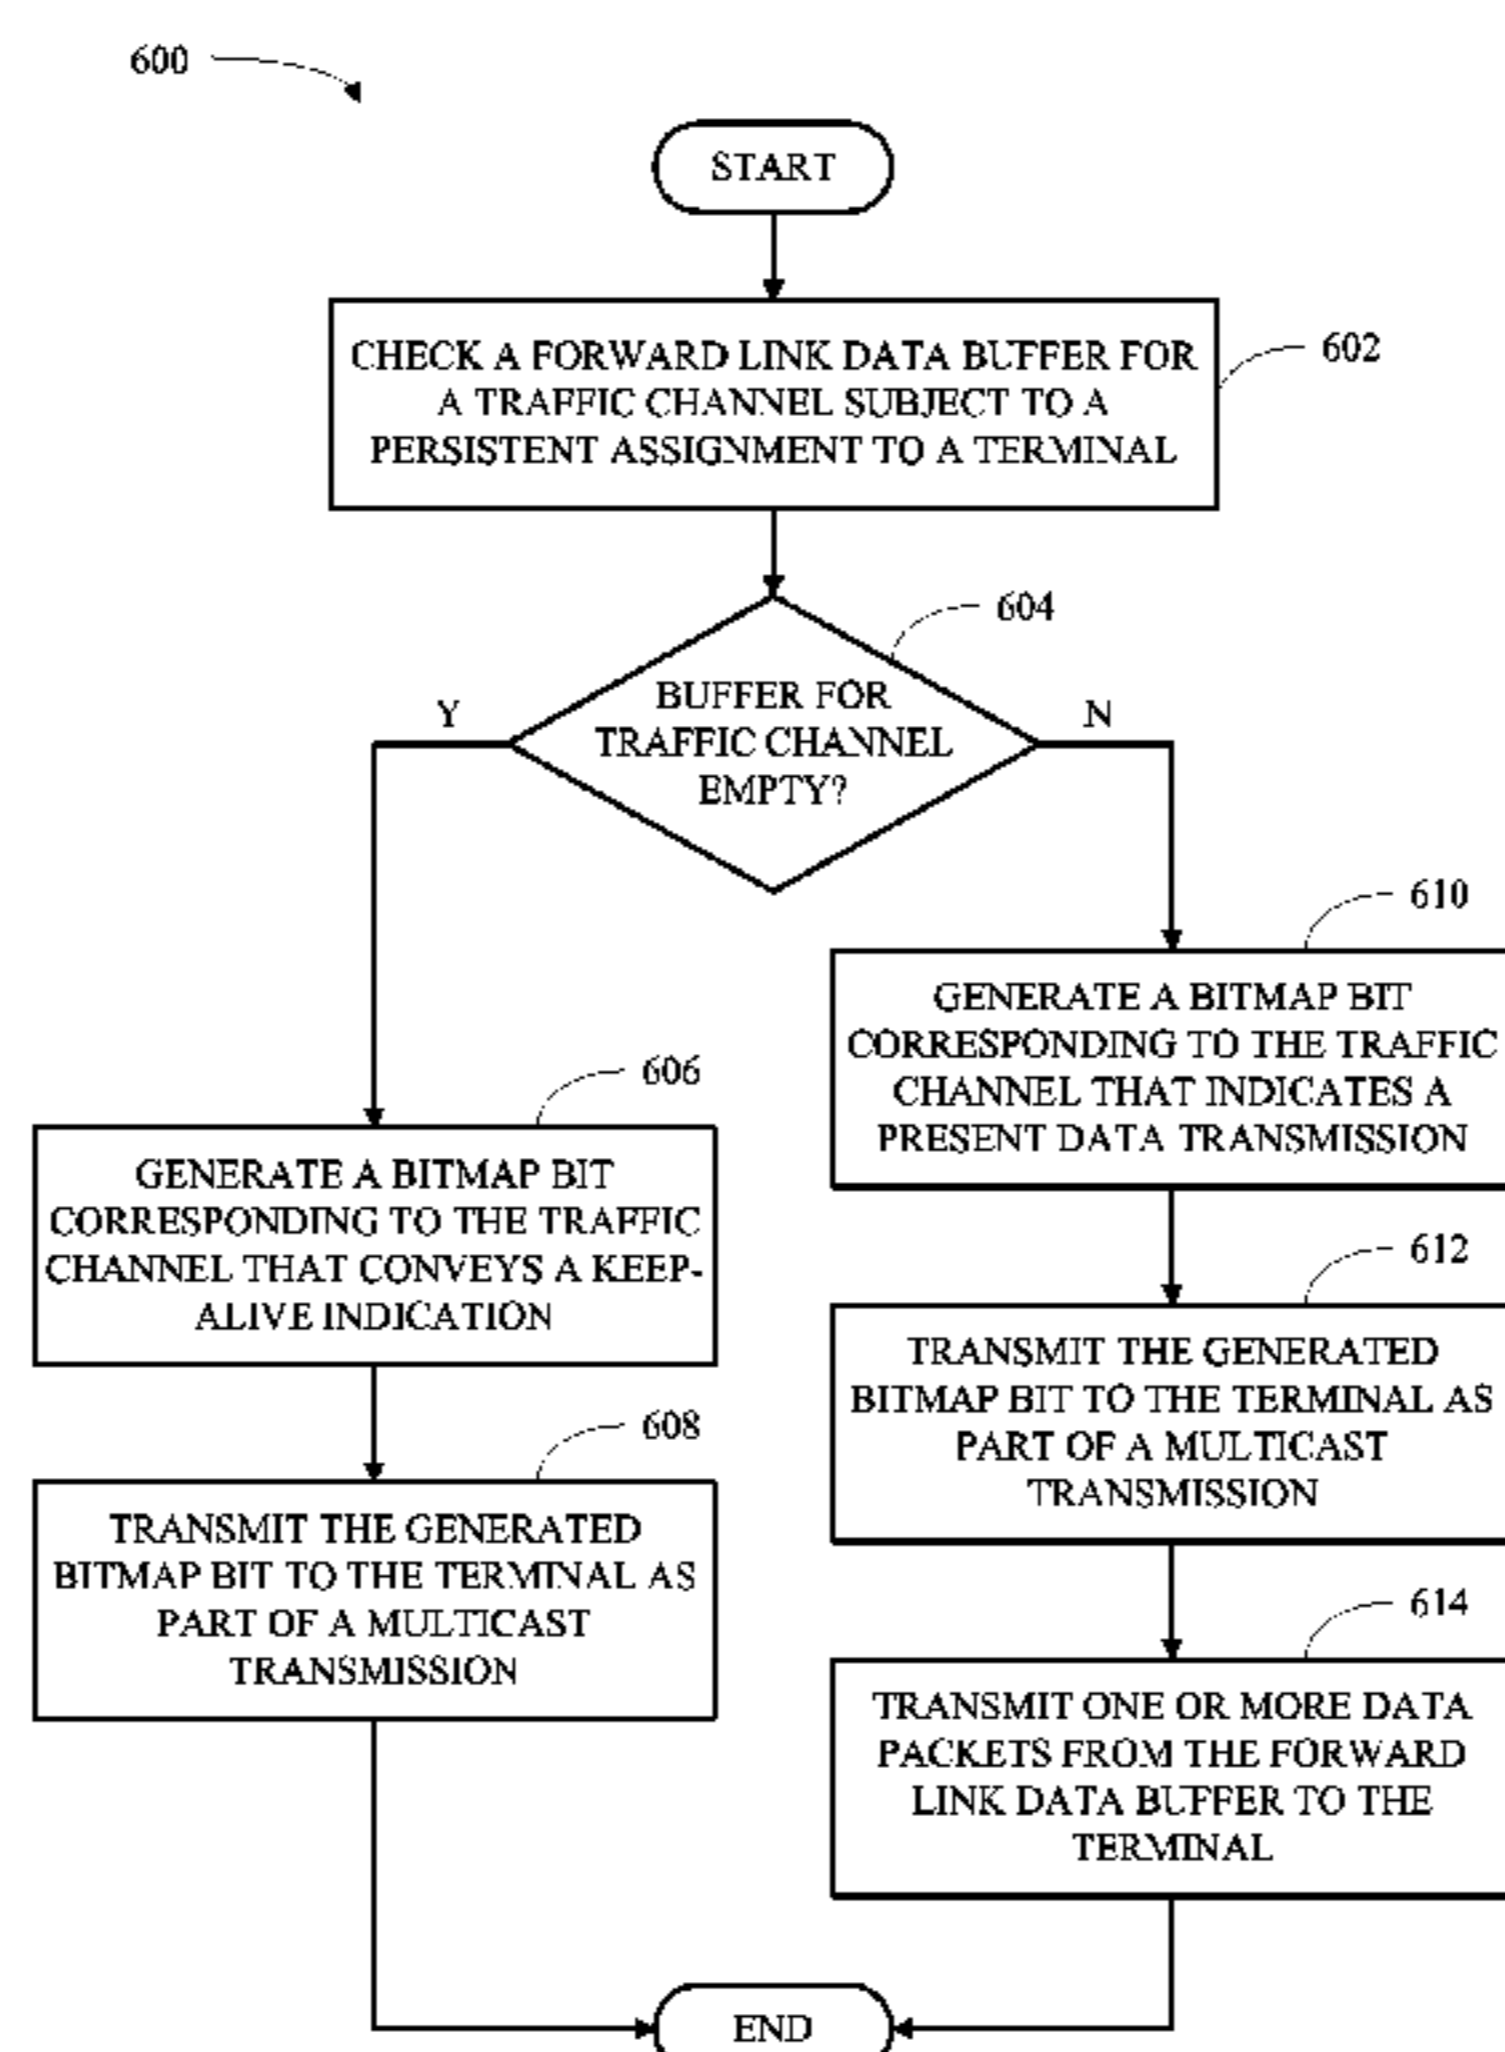 600
START
CHECK A FORWARD LINK DATA BUFFER FOR
A TRAFFIC CHANNEL SUBJECT TO A
PERSISTENT ASSIGNMENT TO A TERMINAL
602
604
BUFFER FOR
TRAFFIC CHANNEL
EMPTY?
Y
N
606
GENERATE A BITMAP BIT
CORRESPONDING TO THE TRAFFIC
CHANNEL THAT CONVEYS A KEEP-
ALIVE INDICATION
608
TRANSMIT THE GENERATED
BITMAP BIT TO THE TERMINAL AS
PART OF A MULTICAST
TRANSMISSION
610
GENERATE A BITMAP BIT
CORRESPONDING TO THE TRAFFIC
CHANNEL THAT INDICATES A
PRESENT DATA TRANSMISSION
612
TRANSMIT THE GENERATED
BITMAP BIT TO THE TERMINAL AS
PART OF A MULTICAST
TRANSMISSION
614
TRANSMIT ONE OR MORE DATA
PACKETS FROM THE FORWARD
LINK DATA BUFFER TO THE
TERMINAL
END